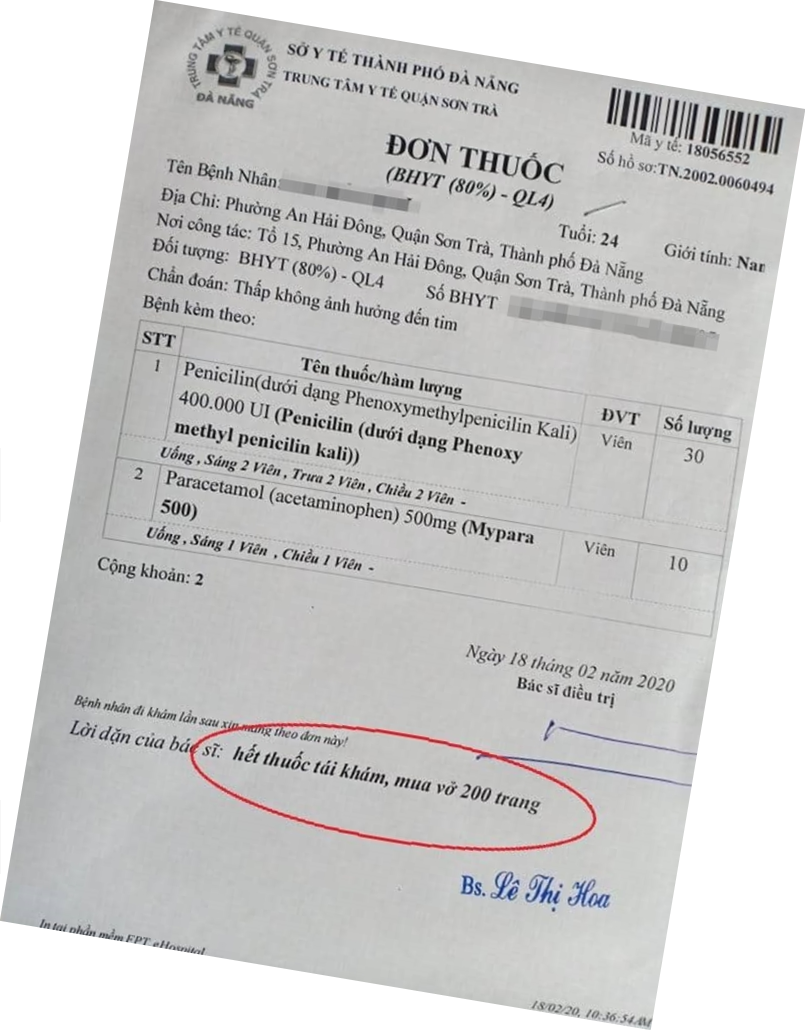 TRUNG TÂM Y TẾ QUẬN SƠN TRÀ
ĐÀ NẴNG
SỞ Y TẾ THÀNH PHỐ ĐÀ NẴNG
TRUNG TÂM Y TẾ QUẬN SƠN TRÀ
Mã y tế: 18056552
Số hồ sơ:TN.2002.0060494
ĐƠN THUỐC
(BHYT (80%) - QL4)
Tên Bệnh Nhân:
Tuổi: 24
Giới tính: Nam
Địa Chỉ: Phường An Hải Đông, Quận Sơn Trà, Thành phố Đà Nẵng
Nơi công tác: Tổ 15, Phường An Hải Đông, Quận Sơn Trà, Thành phố Đà Nẵng
Đối tượng: BHYT (80%) - QL4 Số BHYT
Chẩn đoán: Thấp không ảnh hưởng đến tim
Bệnh kèm theo:
STT Tên thuốc/hàm lượng ĐVT Số lượng
1 Penicilin(dưới dạng Phenoxymethylpenicilin Kali) Viên 30
400.000 UI (Penicilin (dưới dạng Phenoxy
methyl penicilin kali))
Uống , Sáng 2 Viên , Trưa 2 Viên , Chiều 2 Viên -
2 Paracetamol (acetaminophen) 500mg (Mypara Viên 10
500)
Uống , Sáng 1 Viên , Chiều 1 Viên -
Cộng khoản: 2
Ngày 18 tháng 02 năm 2020
Bác sĩ điều trị
Bệnh nhân đi khám lần sau xin mang theo đơn này!
Lời dặn của bác sĩ: hết thuốc tái khám, mua vở 200 trang
Bs. Lê Thị Hoa
In tại phần mềm FPT.eHospital
18/02/20, 10:36:54AM